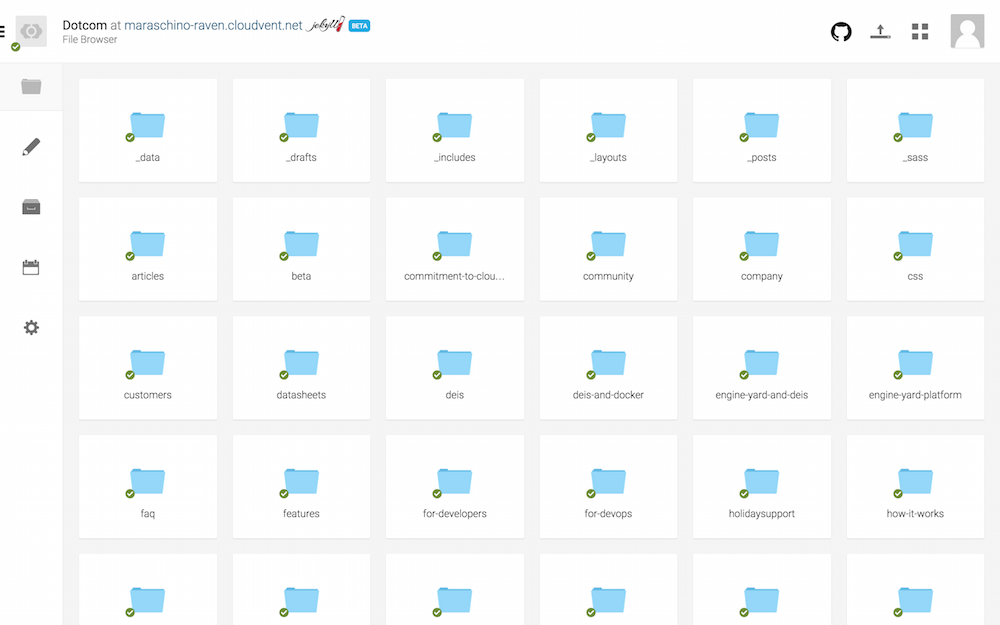 Dotcom at maraschino-raven.cloudvent.net jekyll BETA
File Browser
_data
_drafts
_includes
_layouts
_posts
_sass
articles
beta
commitment-to-clou...
community
company
css
customers
datasheets
deis
deis-and-docker
engine-yard-and-deis
engine-yard-platform
faq
features
for-developers
for-devops
holidaysupport
how-it-works